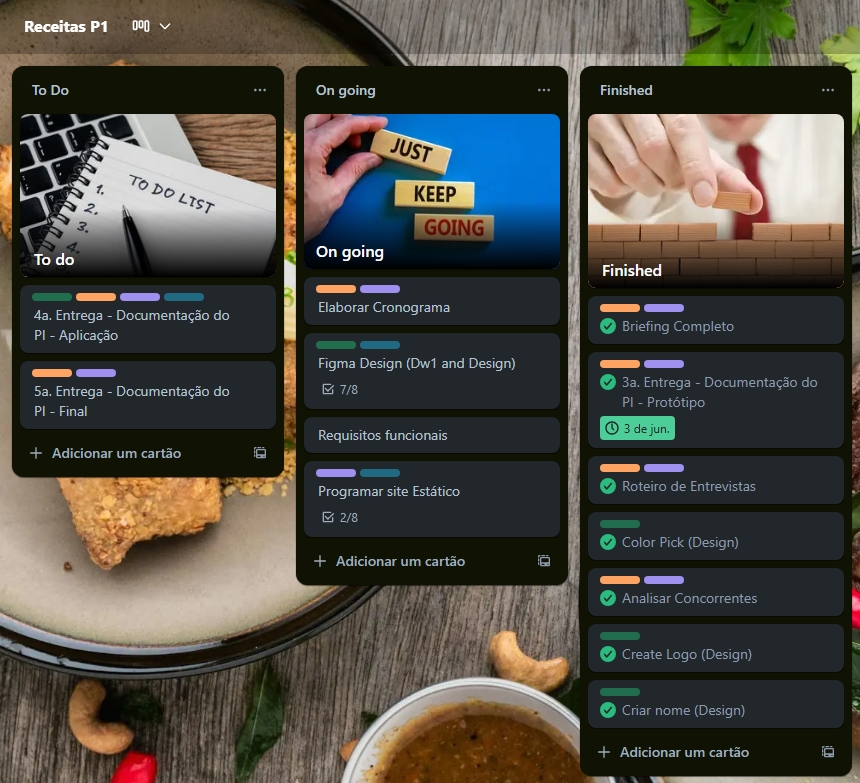 Receitas P1
To Do
1.
2.
3.
4.
TO DO LIST
To do
4a. Entrega - Documentação do
PI - Aplicação
5a. Entrega - Documentação do
PI - Final
Adicionar um cartão
On going
JUST
KEEP
GOING
On going
Elaborar Cronograma
Figma Design (Dw1 and Design)
7/8
Requisitos funcionais
Programar site Estático
2/8
Adicionar um cartão
Finished
Finished
Briefing Completo
3a. Entrega - Documentação do
PI - Protótipo
3 de jun.
Roteiro de Entrevistas
Color Pick (Design)
Analisar Concorrentes
Create Logo (Design)
Criar nome (Design)
Adicionar um cartão